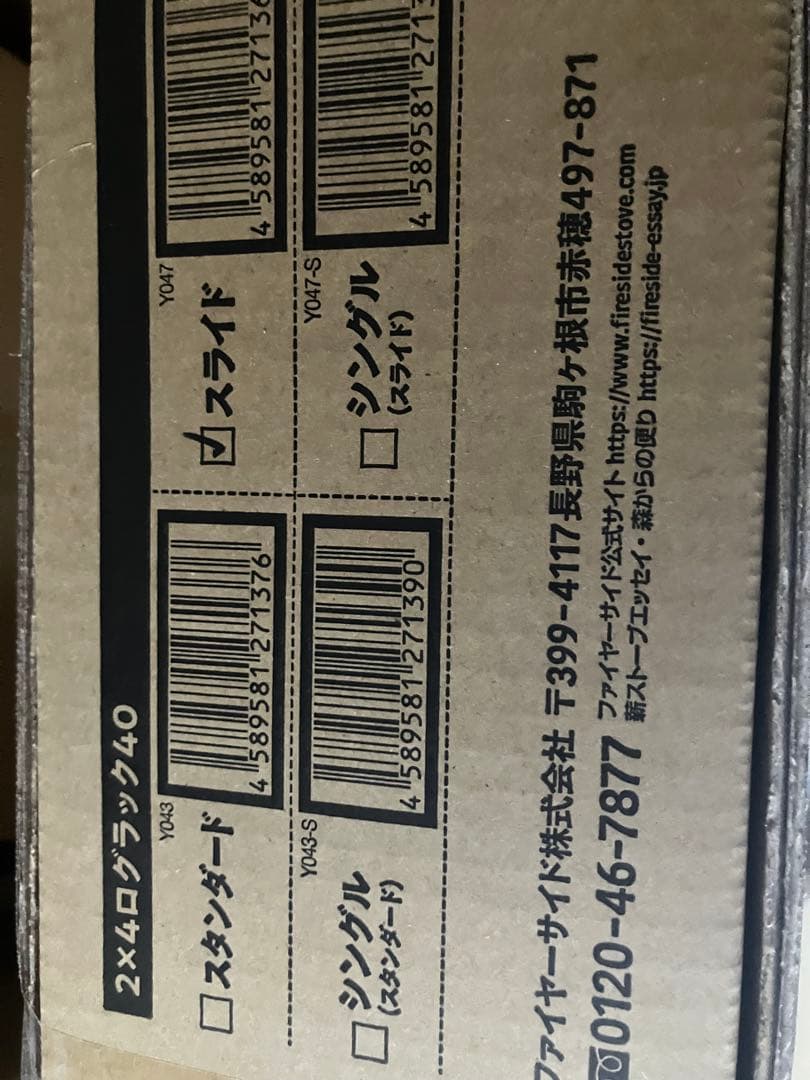 2×4ログラック40
Y043
スタンダード
4 589581 271376
Y047
スライド
4 589581 27136
Y043-S
シングル
(スタンダード)
4 589581 271390
Y047-S
シングル
(スライド)
4 589581 2713
ファイヤーサイド株式会社 〒399-4117長野県駒ヶ根市赤穂497-871
0120-46-7877
ファイヤーサイド公式サイト https://www.firesidestove.com
薪ストーブエッセイ・森からの便り https://fireside-essay.jp